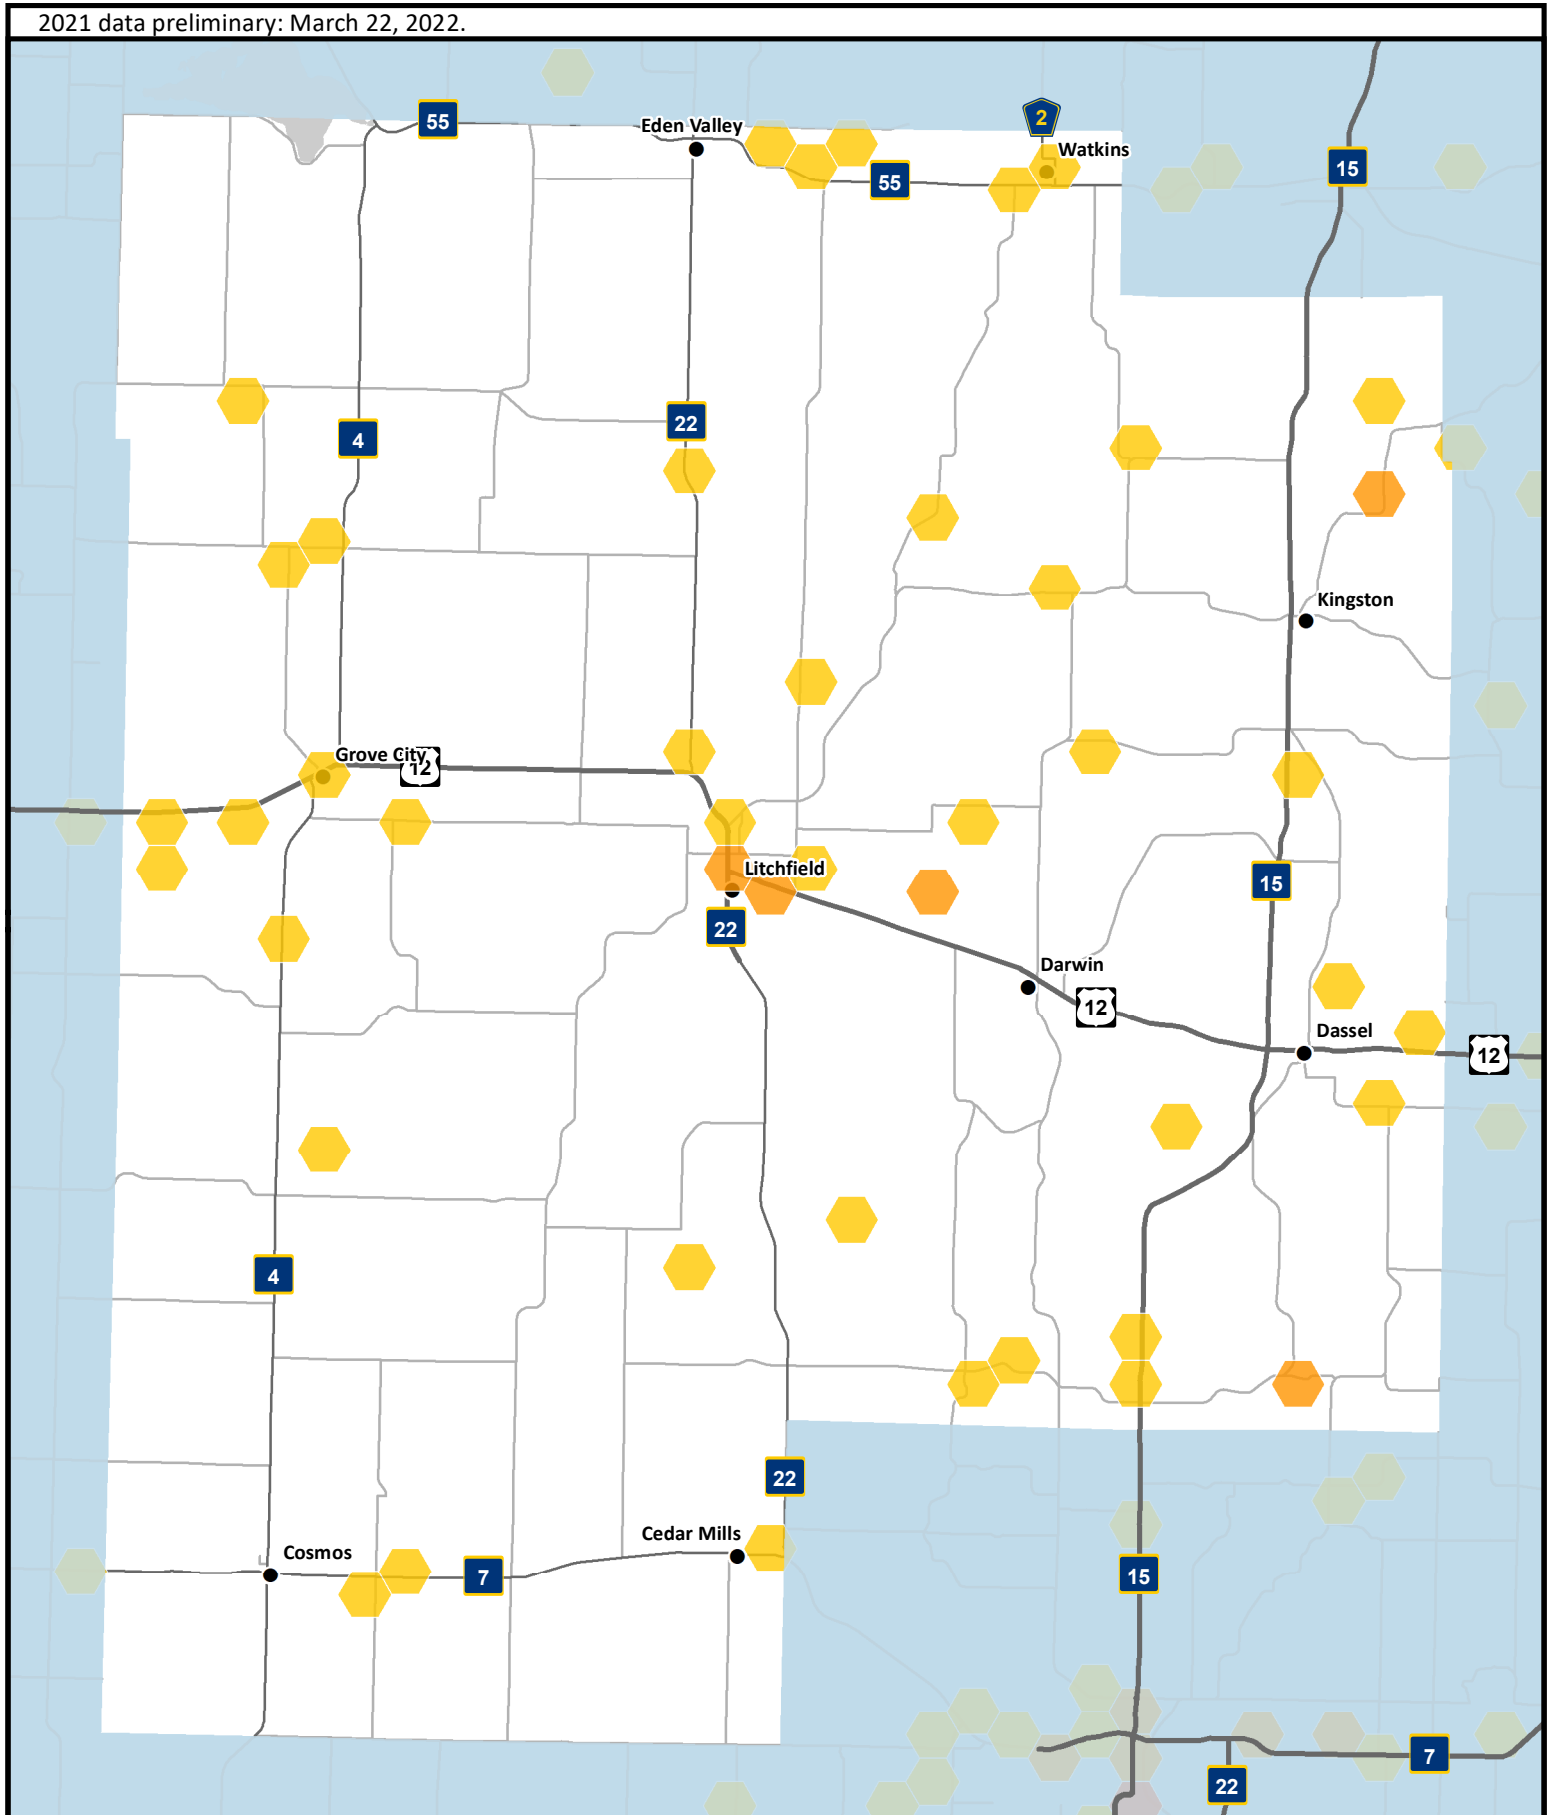 2021 data preliminary: March 22, 2022.
55
Eden Valley
2
Watkins
15
55
22
4
Kingston
Grove City
12
Litchfield
15
22
Darwin
12
Dassel
12
4
22
Cedar Mills
Cosmos
7
15
7
22